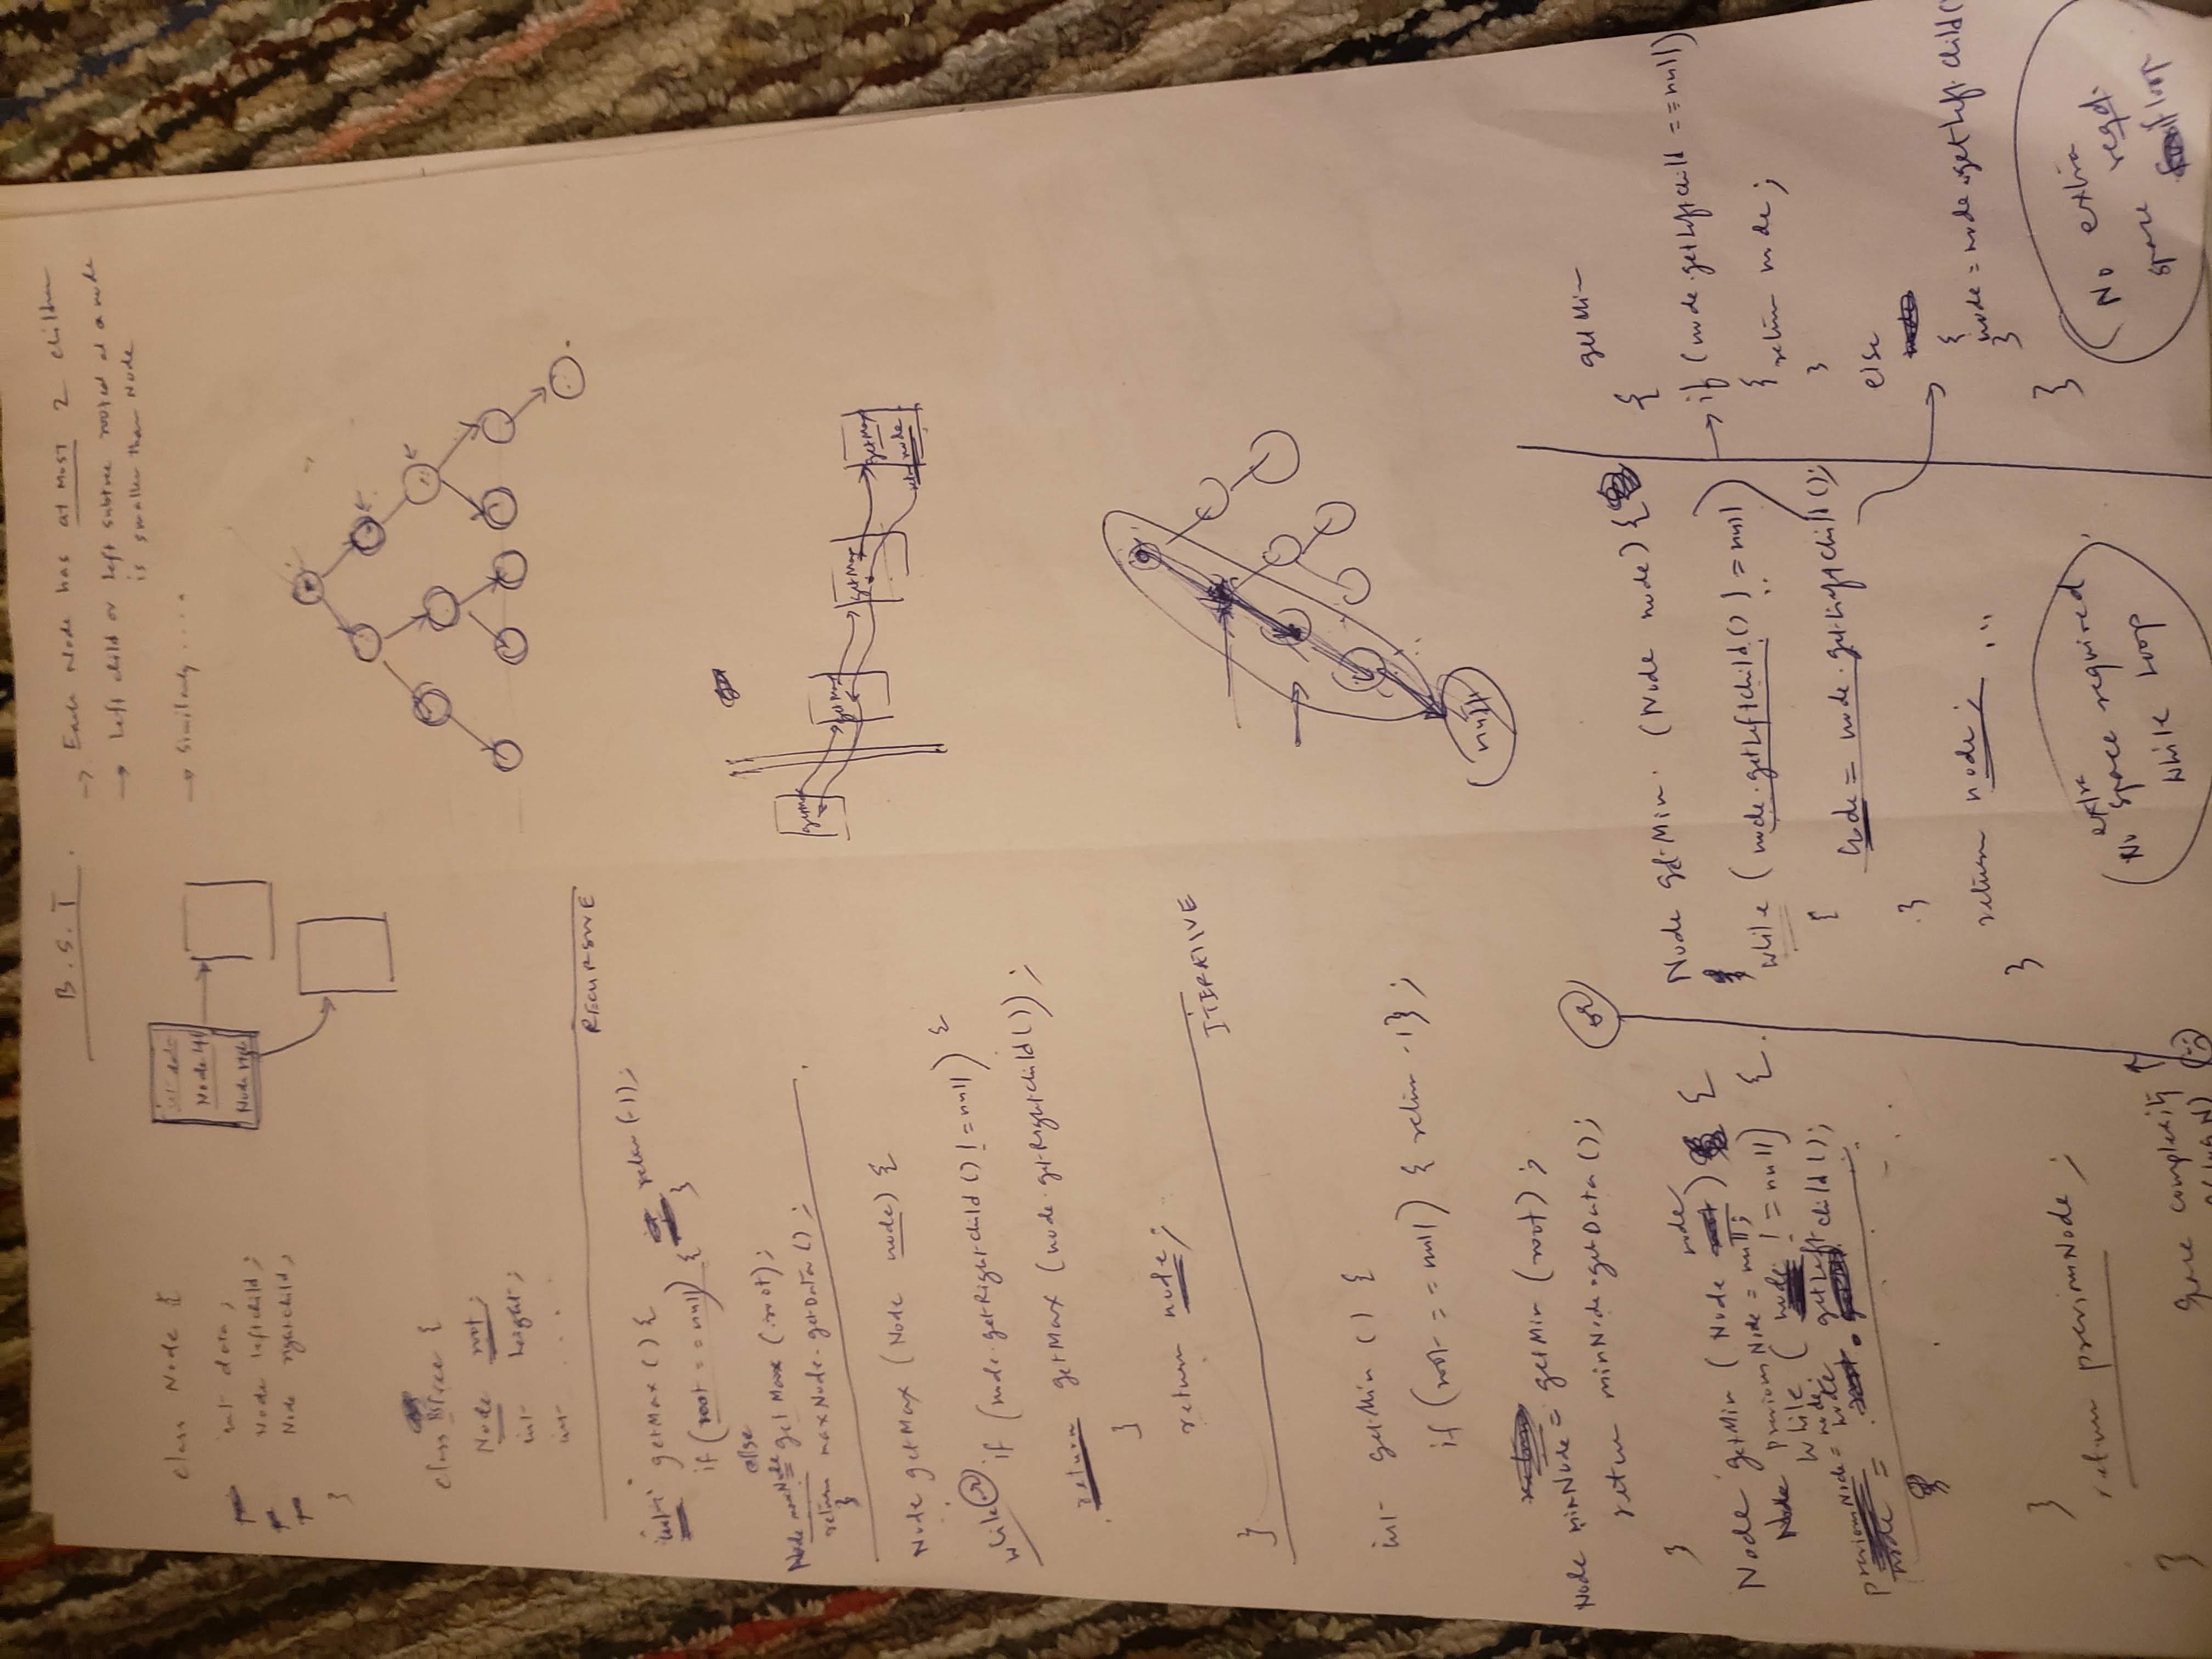 B.S.T.
→ Each Node has at most 2 children
→ Left child or left subtree rooted at a node
is smaller than Node
→ Similarly ....
class Node {
int data;
Node leftchild;
Node rightchild;
}
int data
Node left
Node right
class BSTree {
Node root;
int height;
int ....
RECURSIVE
int getMax () {
if (root == null) { return (-1);
}
else
Node maxNode = getMax (root);
return maxNode.getData();
}
getMax
getMax
getMax
getMax
return node
Node getMax (Node node) {
while or if (node.getRightchild() != null) {
return getMax (node.getRightchild());
}
return node;
}
ITERATIVE
null
int getMin () {
if (root == null) { return -1 };
Node minNode = getMin (root);
return minNode.getData();
}
Node getMin (Node node) {
Node previousNode = null;
while (node != null) {
previousNode = node;
node = node.getLeftchild();
}
return previousNode;
}
Space complexity ↑
O(log N)
or
Node getMin (Node node) {
while (node.getLeftchild() != null)
{
node = node.getLeftchild();
}
return node; ...
}
No extra space required
while loop
getMin
{
if (node.getLeftchild == null)
{ return node;
}
else
{
node = node.getLeftchild(
}
}
No extra
space reqd.
if loop